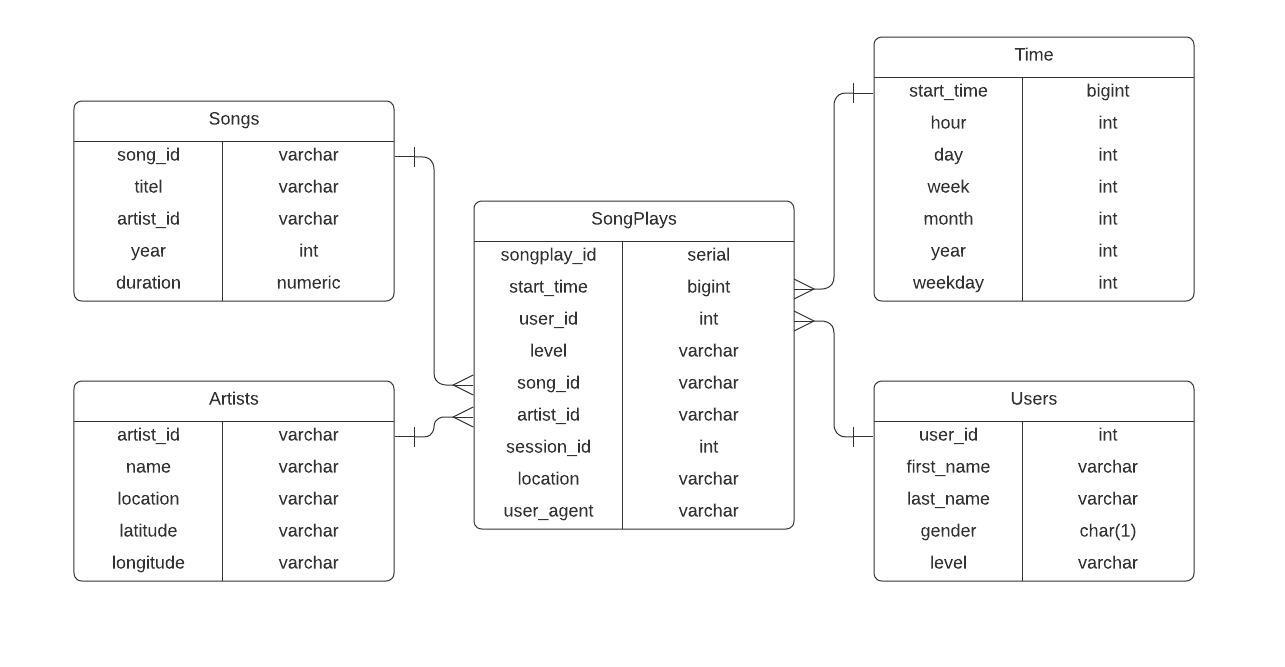 Songs
song_id varchar
titel varchar
artist_id varchar
year int
duration numeric
Artists
artist_id varchar
name varchar
location varchar
latitude varchar
longitude varchar
SongPlays
songplay_id serial
start_time bigint
user_id int
level varchar
song_id varchar
artist_id varchar
session_id int
location varchar
user_agent varchar
Time
start_time bigint
hour int
day int
week int
month int
year int
weekday int
Users
user_id int
first_name varchar
last_name varchar
gender char(1)
level varchar